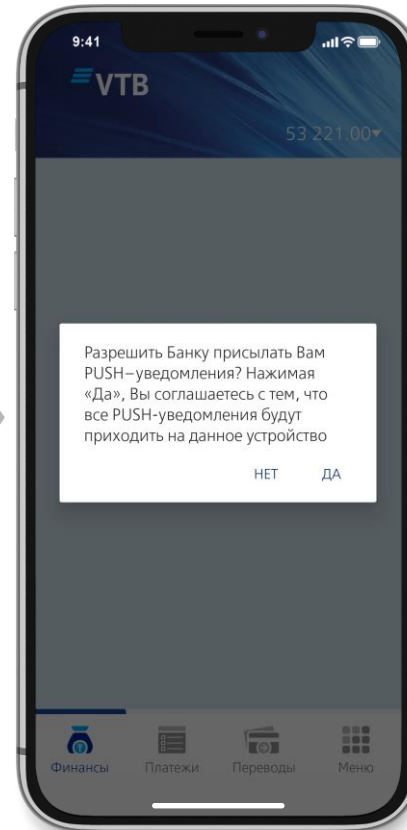 9:41
VTB
53 221.00
Разрешить Банку присылать Вам
PUSH–уведомления? Нажимая
«Да», Вы соглашаетесь с тем, что
все PUSH-уведомления будут
приходить на данное устройство
НЕТ ДА
Финансы Платежи Переводы Меню